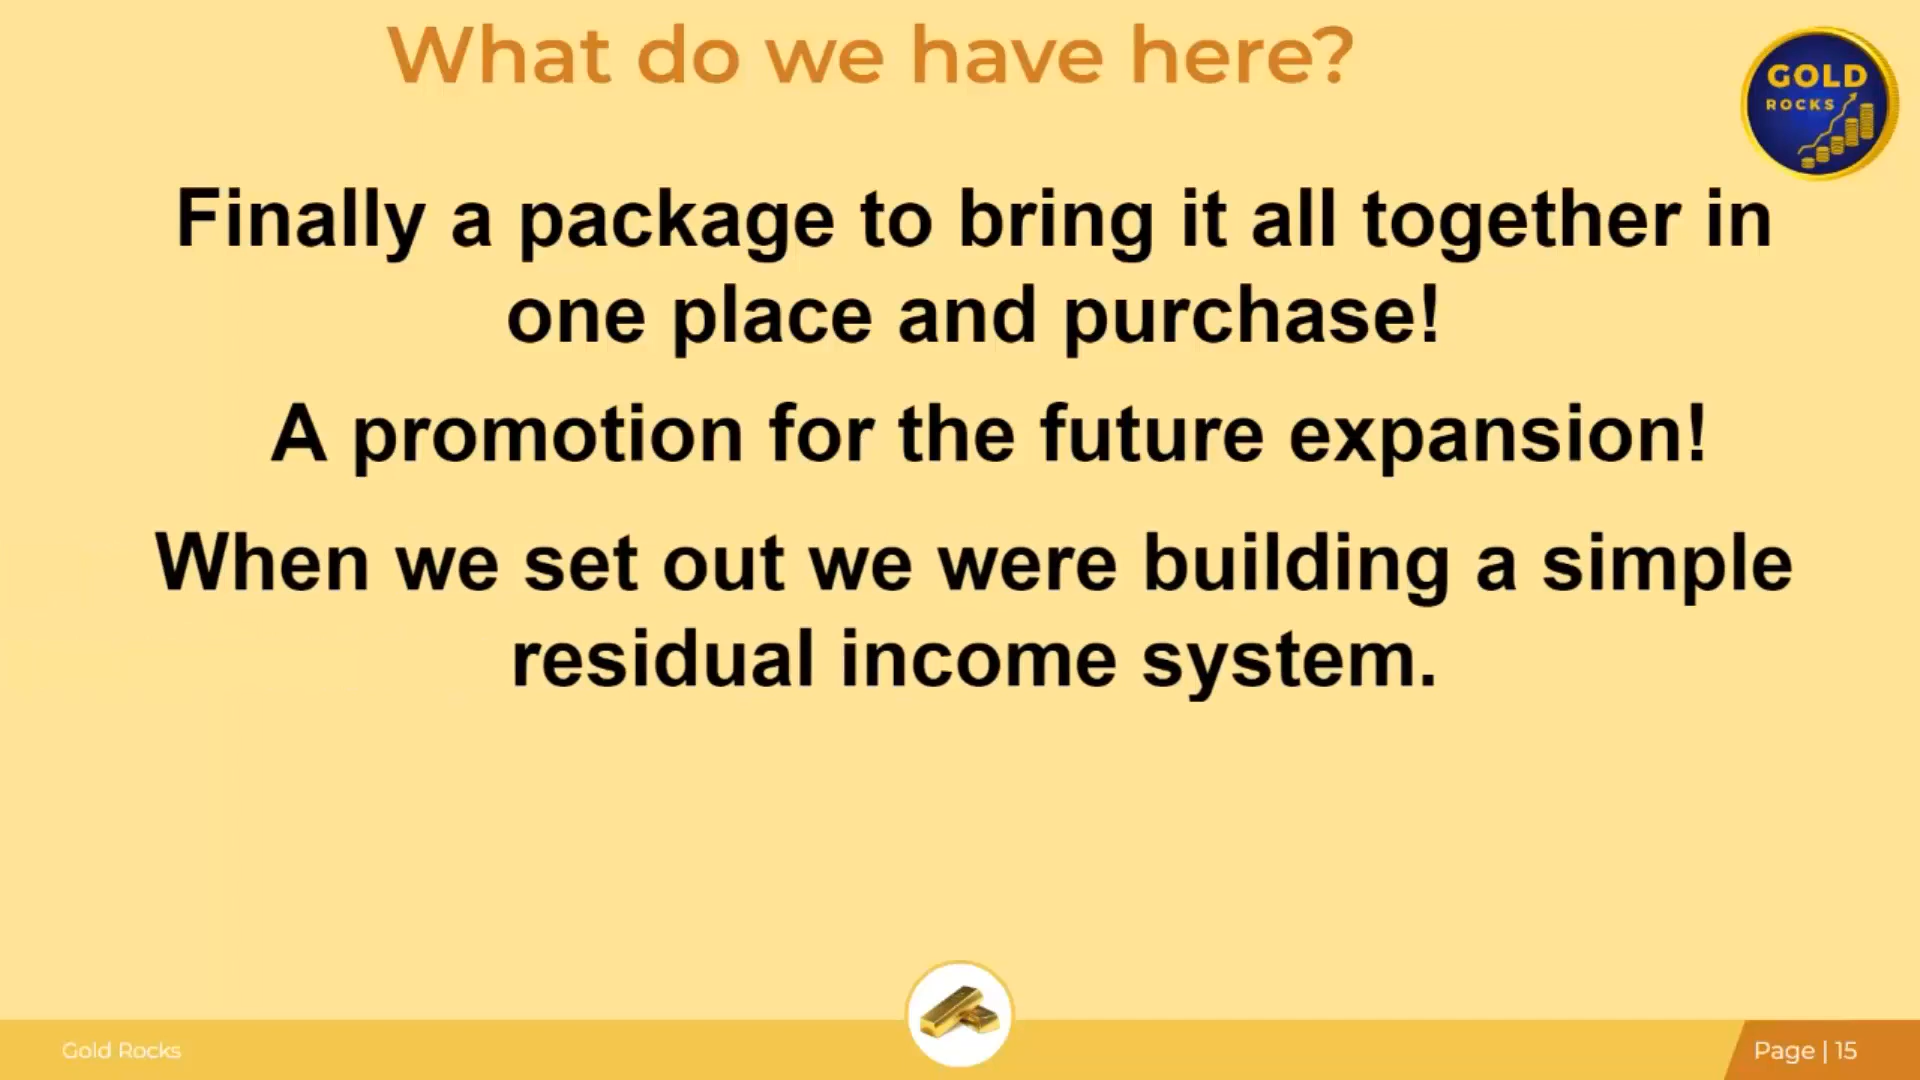 What do we have here?
GOLD
ROCKS
Finally a package to bring it all together in
one place and purchase!
A promotion for the future expansion!
When we set out we were building a simple
residual income system.
Gold Rocks
Page | 15